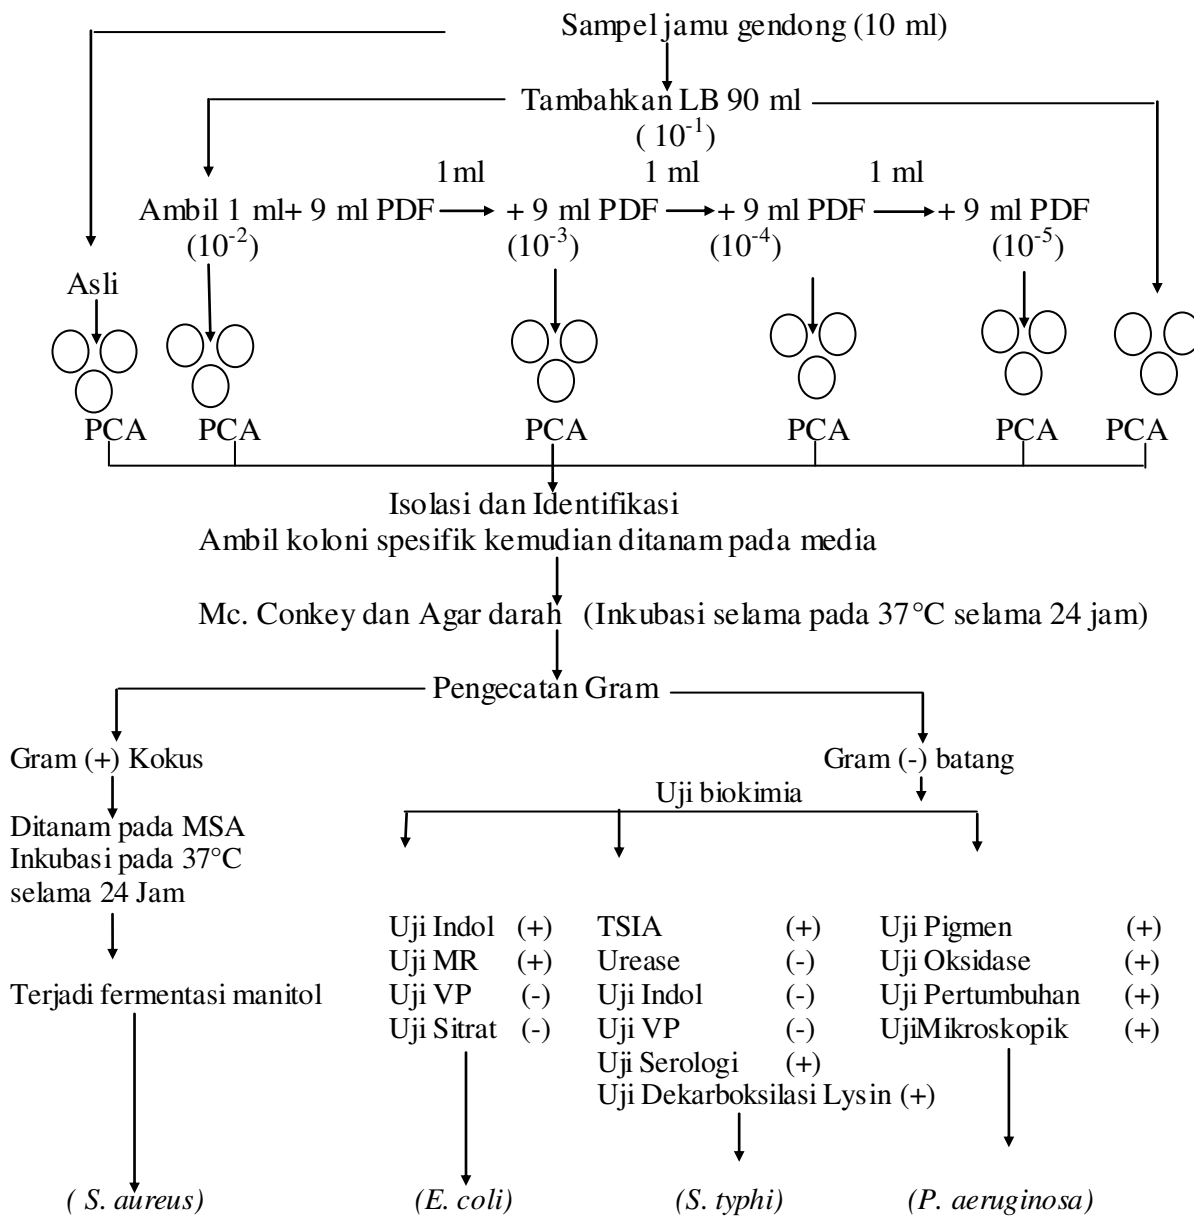 Sampel jamu gendong (10 ml)
Tambahkan LB 90 ml
( 10⁻¹)
1ml 1 ml 1 ml
Ambil 1 ml+ 9 ml PDF + 9 ml PDF + 9 ml PDF + 9 ml PDF
(10⁻²) (10⁻³) (10⁻⁴) (10⁻⁵)
Asli
PCA PCA PCA PCA PCA PCA
Isolasi dan Identifikasi
Ambil koloni spesifik kemudian ditanam pada media
Mc. Conkey dan Agar darah (Inkubasi selama pada 37°C selama 24 jam)
Pengecatan Gram
Gram (+) Kokus Gram (-) batang
Uji biokimia
Ditanam pada MSA
Inkubasi pada 37°C
selama 24 Jam
Uji Indol (+) TSIA (+) Uji Pigmen (+)
Uji MR (+) Urease (-) Uji Oksidase (+)
Terjadi fermentasi manitol Uji VP (-) Uji Indol (-) Uji Pertumbuhan (+)
Uji Sitrat (-) Uji VP (-) UjiMikroskopik (+)
Uji Serologi (+)
Uji Dekarboksilasi Lysin (+)
( S. aureus) (E. coli) (S. typhi) (P. aeruginosa)